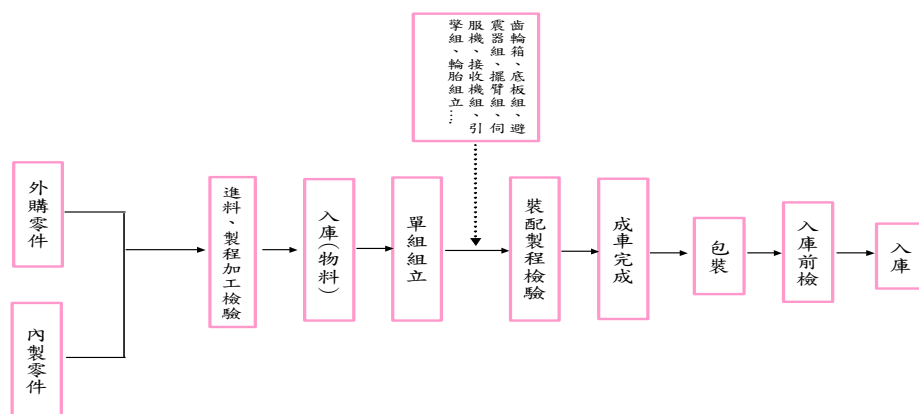 齒輪箱、底板組、避
震器組、擺臂組、伺
服機、接收機組、引
擎組、輪胎組立....
外購零件
內製零件
進料、製程加工檢驗
入庫(物料)
單組組立
裝配製程檢驗
成車完成
包裝
入庫前檢
入庫